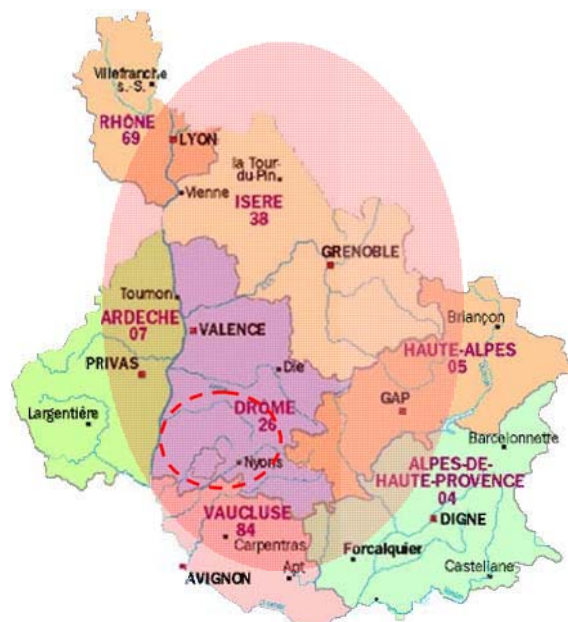 Villefranche
s.-S.
RHÔNE
69
LYON
la Tour-
du-Pin
Vienne
ISERE
38
GRENOBLE
Tournon
ARDECHE
07
VALENCE
Briançon
HAUTE-ALPES
05
PRIVAS
Die
GAP
Largentière
DROME
26
Barcelonnette
Nyons
ALPES-DE-
HAUTE-PROVENCE
04
VAUCLUSE
84
DIGNE
Carpentras
Forcalquier
AVIGNON
Apt
Castellane